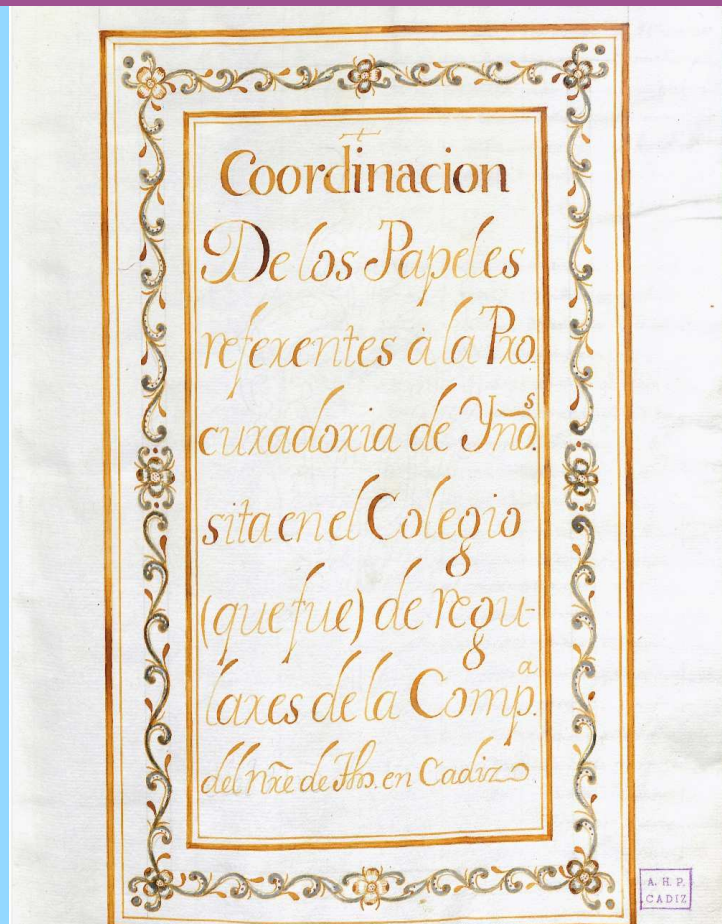 Coordinacion
De los Papeles
referentes à la Pro
curadoria de Ynd.s
sita en el Colegio
(que fue) de regu-
lares de la Comp.a
del nr̃e de Jhs. en Cadiz
A. H. P.
CADIZ